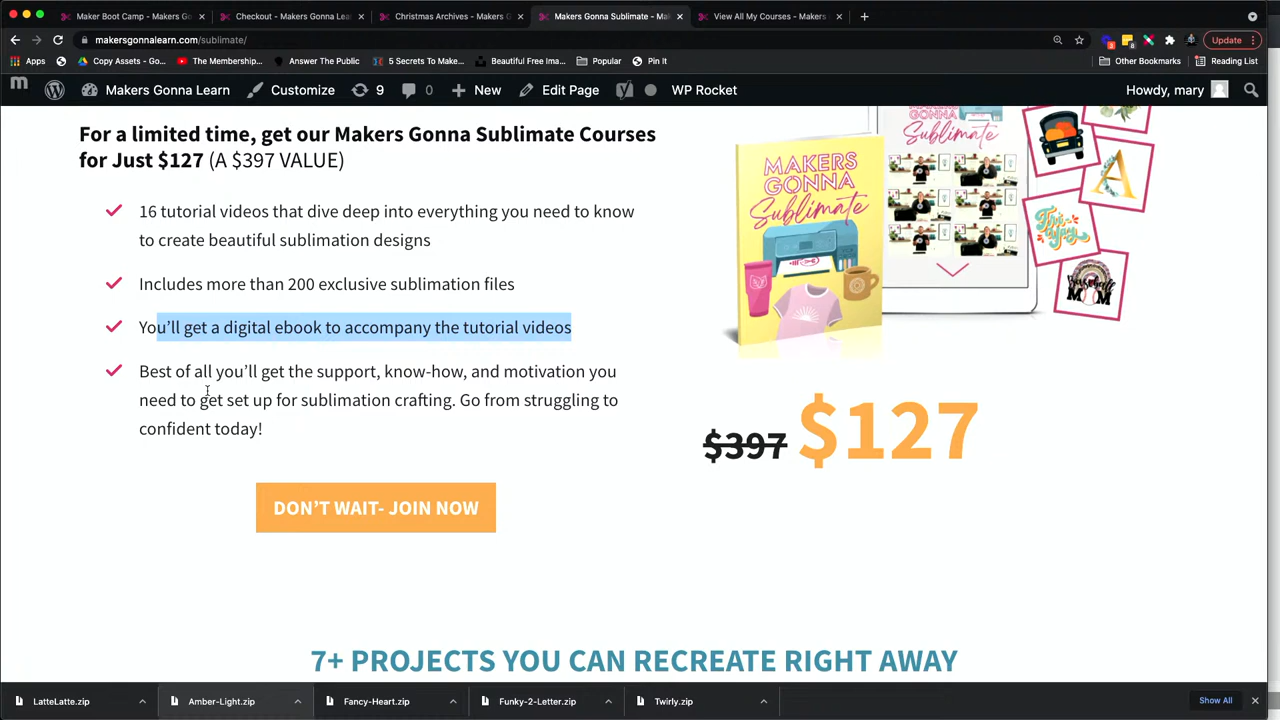 Maker Boot Camp - Makers Go
Checkout - Makers Gonna Learn
Christmas Archives - Makers G
Makers Gonna Sublimate - Ma
View All My Courses - Makers
makersgonnalearn.com/sublimate/
Update
Apps
Copy Assets - Go...
The Membership...
Answer The Public
5 Secrets To Make...
Beautiful Free Ima...
Popular
Pin It
Other Bookmarks
Reading List
Makers Gonna Learn
Customize
9
0
New
Edit Page
WP Rocket
Howdy, mary
For a limited time, get our Makers Gonna Sublimate Courses
for Just $127 (A $397 VALUE)
16 tutorial videos that dive deep into everything you need to know
to create beautiful sublimation designs
Includes more than 200 exclusive sublimation files
You'll get a digital ebook to accompany the tutorial videos
Best of all you'll get the support, know-how, and motivation you
need to get set up for sublimation crafting. Go from struggling to
confident today!
DON'T WAIT- JOIN NOW
MAKERS
GONNA
Sublimate
GONNA
Sublimate
A
BASEBALL
MOM
$397 $127
7+ PROJECTS YOU CAN RECREATE RIGHT AWAY
LatteLatte.zip
Amber-Light.zip
Fancy-Heart.zip
Funky-2-Letter.zip
Twirly.zip
Show All